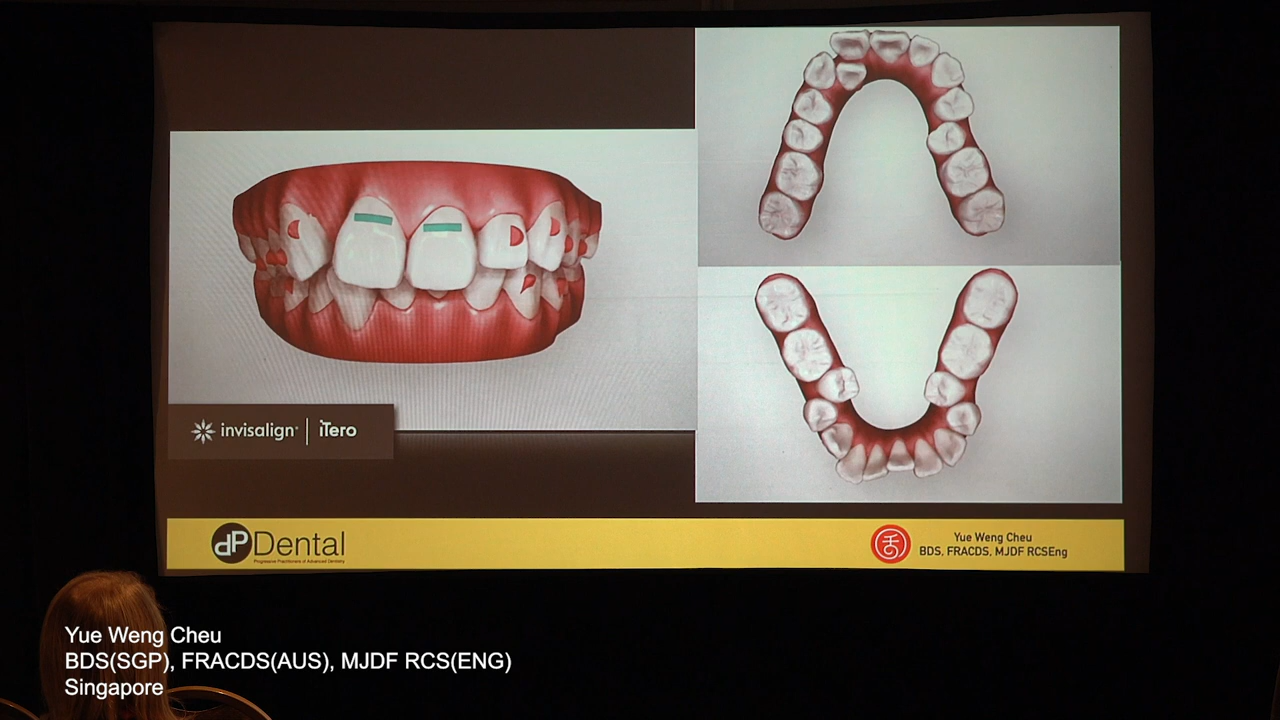 invisalign® | iTero
dP Dental
Progressive Practitioners of Advanced Dentistry
Yue Weng Cheu
BDS, FRACDS, MJDF RCSEng
Yue Weng Cheu
BDS(SGP), FRACDS(AUS), MJDF RCS(ENG)
Singapore